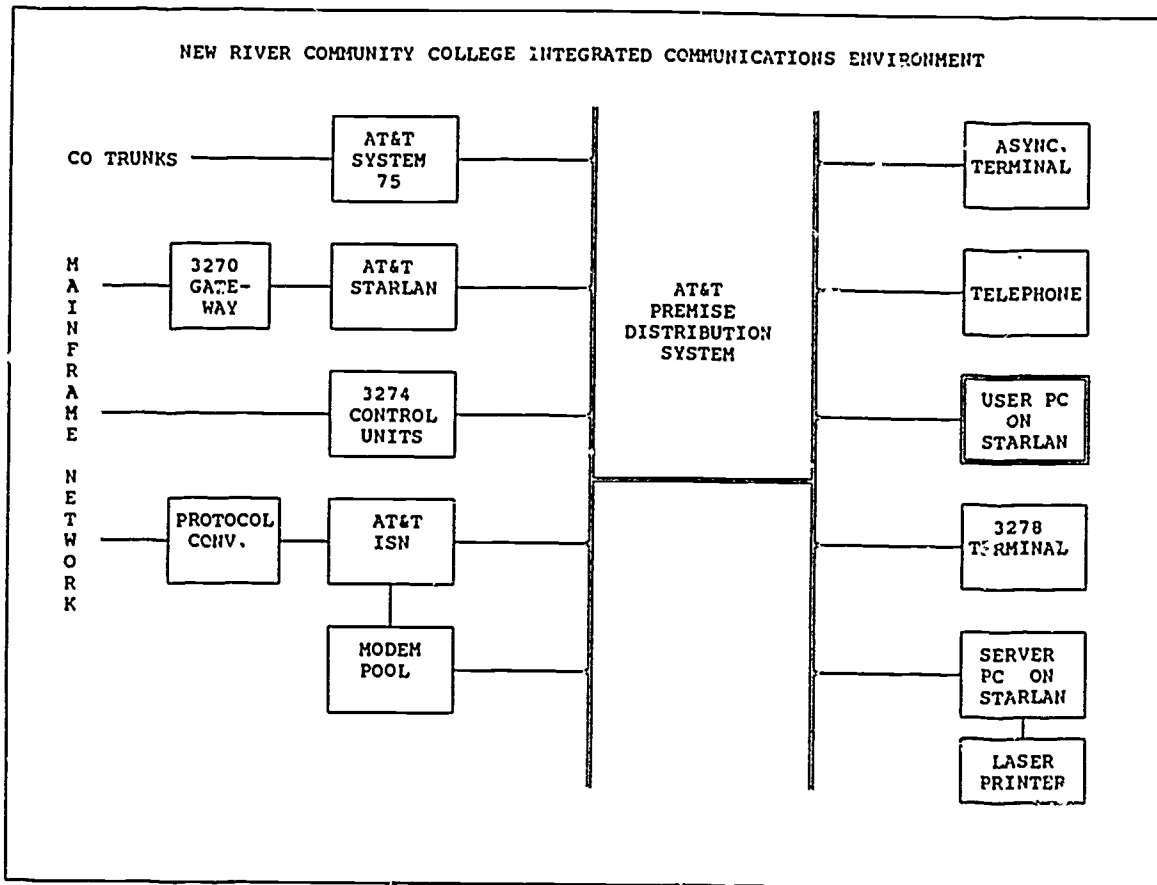 NEW RIVER COMMUNITY COLLEGE INTEGRATED COMMUNICATIONS ENVIRONMENT
CO TRUNKS
AT&T
SYSTEM
75
MAINFRAME NETWORK
3270
GATE-
WAY
AT&T
STARLAN
3274
CONTROL
UNITS
PROTOCOL
CONV.
AT&T
ISN
MODEM
POOL
AT&T
PREMISE
DISTRIBUTION
SYSTEM
ASYNC.
TERMINAL
TELEPHONE
USER PC
ON
STARLAN
3278
TERMINAL
SERVER
PC ON
STARLAN
LASER
PRINTER